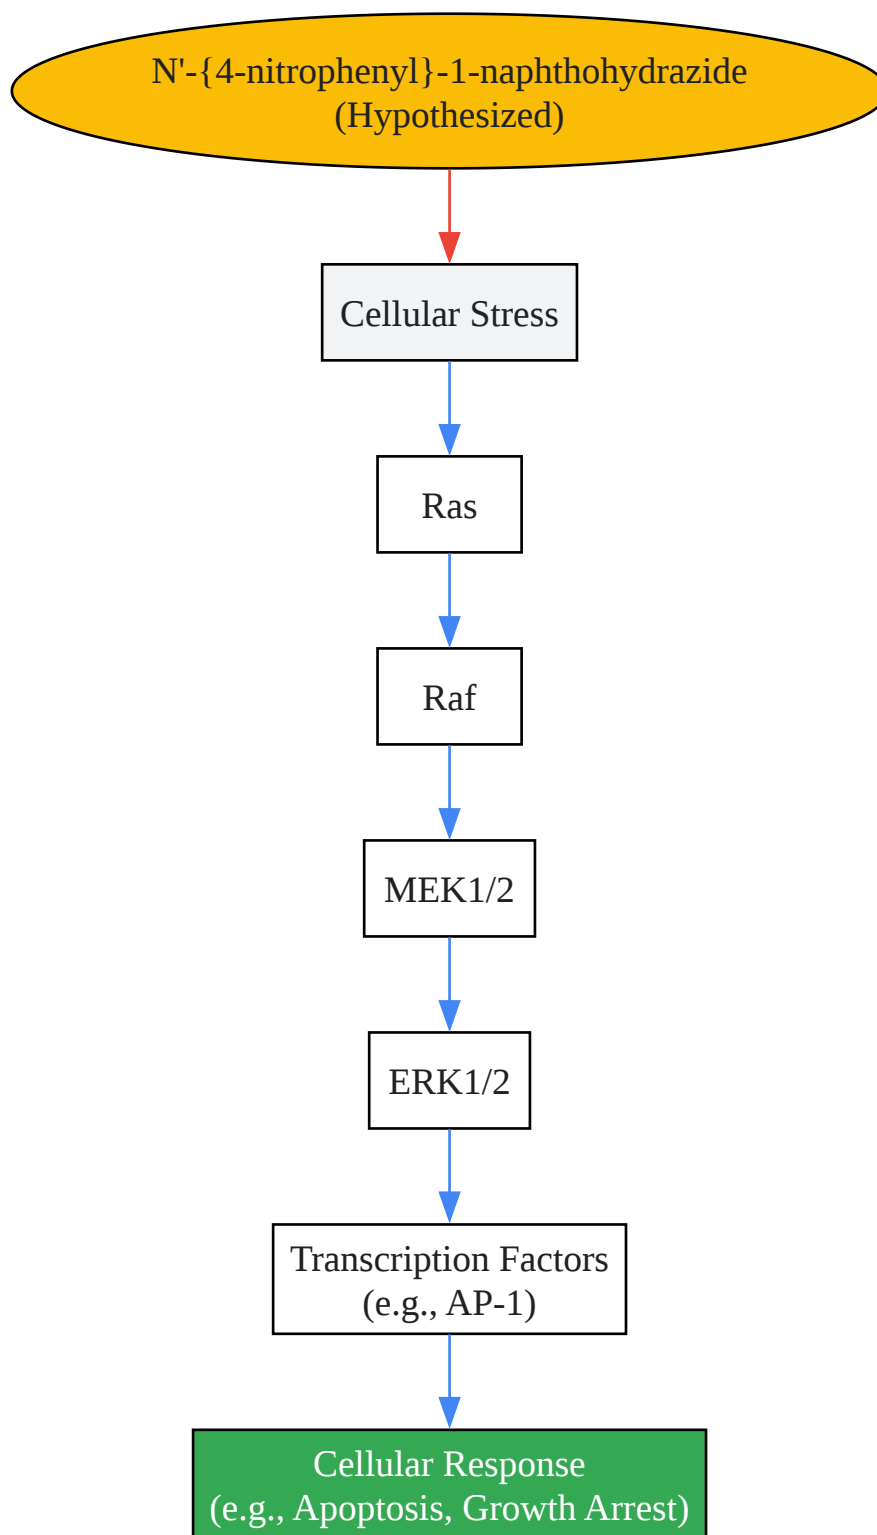 N'-{4-nitrophenyl}-1-naphthohydrazide
(Hypothesized)
Cellular Stress
Ras
Raf
MEK1/2
ERK1/2
Transcription Factors
(e.g., AP-1)
Cellular Response
(e.g., Apoptosis, Growth Arrest)